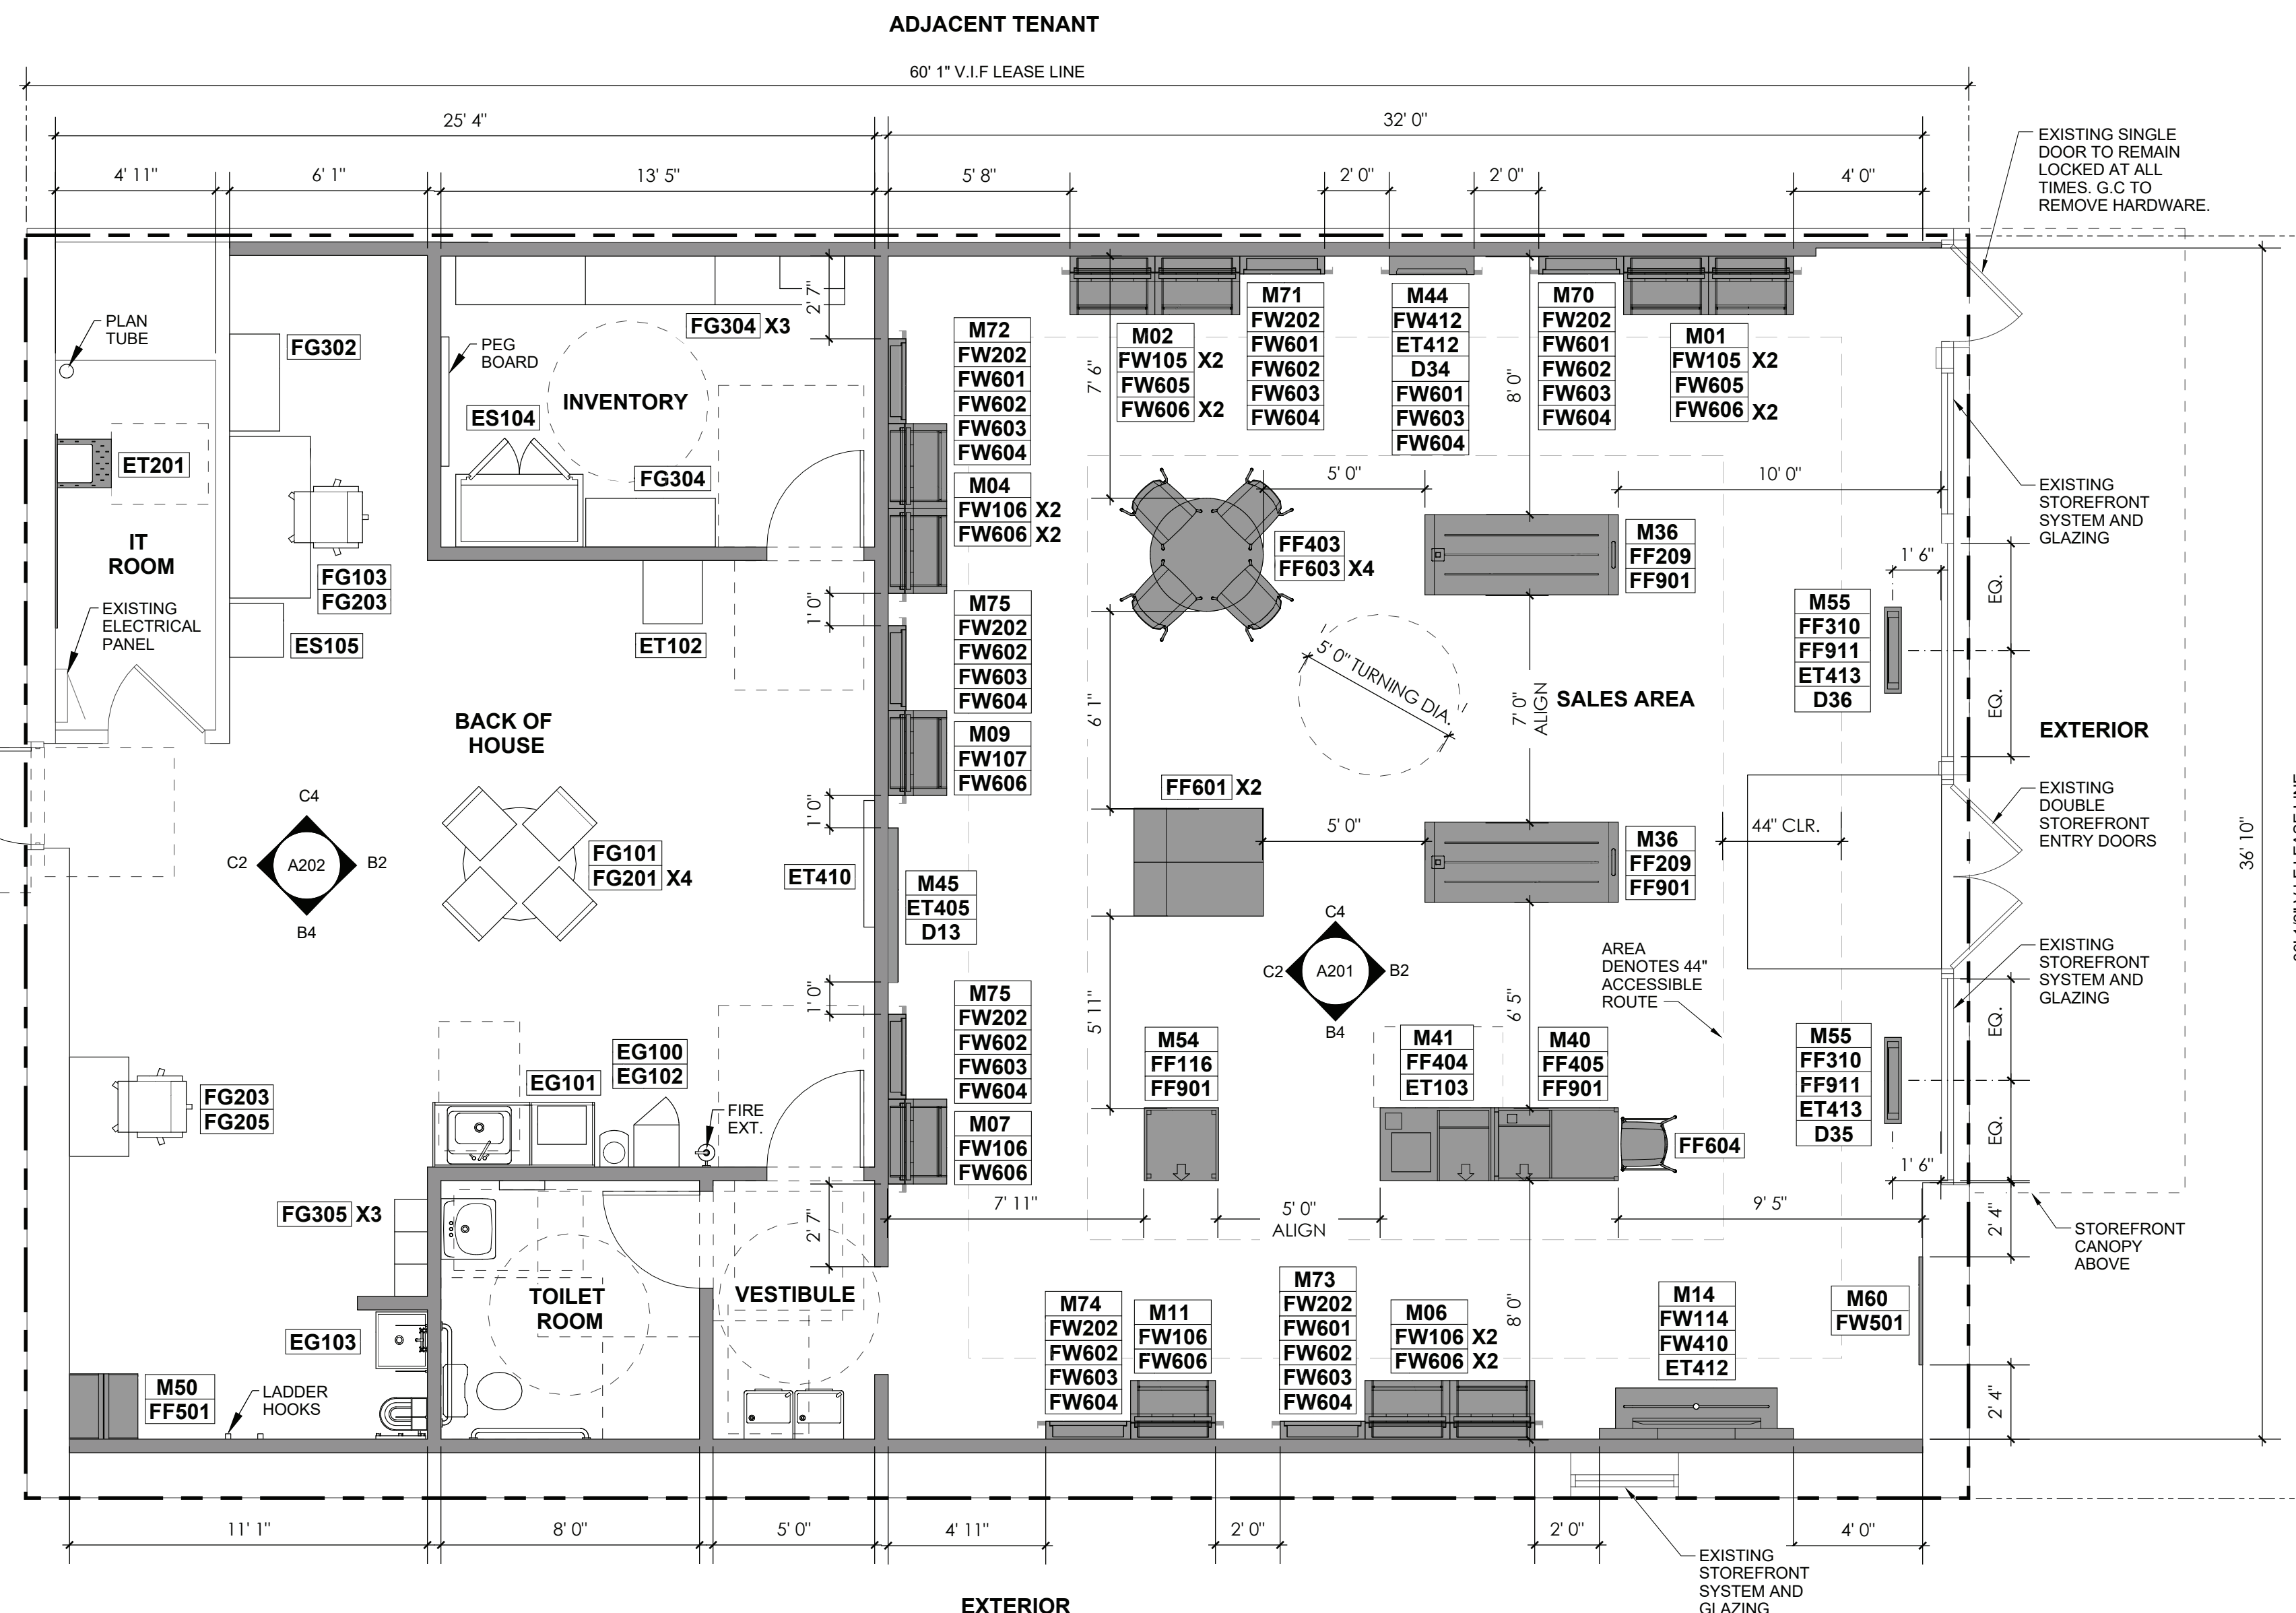 ADJACENT TENANT
60' 1" V.I.F LEASE LINE
25' 4"
32' 0"
4' 11"
6' 1"
13' 5"
5' 8"
2' 0"
2' 0"
4' 0"
EXISTING SINGLE
DOOR TO REMAIN
LOCKED AT ALL
TIMES. G.C TO
REMOVE HARDWARE.
PLAN
TUBE
FG302
ET201
IT
ROOM
EXISTING
ELECTRICAL
PANEL
FG103
FG203
ES105
PEG
BOARD
FG304 X3
2' 7"
INVENTORY
ES104
FG304
ET102
M72
FW202
FW601
FW602
FW603
FW604
M04
FW106 X2
FW606 X2
1' 0"
M75
FW202
FW602
FW603
FW604
M09
FW107
FW606
1' 0"
M02
FW105 X2
FW605
FW606 X2
7' 6"
M71
FW202
FW601
FW602
FW603
FW604
M44
FW412
ET412
D34
FW601
FW603
FW604
8' 0"
M70
FW202
FW601
FW602
FW603
FW604
M01
FW105 X2
FW605
FW606 X2
5' 0"
10' 0"
FF403
FF603 X4
M36
FF209
FF901
EXISTING
STOREFRONT
SYSTEM AND
GLAZING
1' 6"
EQ.
EQ.
M55
FF310
FF911
ET413
D36
5' 0" TURNING DIA.
6' 1"
7' 0"
ALIGN
SALES AREA
EXTERIOR
BACK OF
HOUSE
C4
C2
A202
B2
B4
FG101
FG201 X4
ET410
M45
ET405
D13
1' 0"
FF601 X2
5' 0"
M36
FF209
FF901
44" CLR.
EXISTING
DOUBLE
STOREFRONT
ENTRY DOORS
36' 10"
C4
C2
A201
B2
B4
5' 11"
6' 5"
AREA
DENOTES 44"
ACCESSIBLE
ROUTE
EXISTING
STOREFRONT
SYSTEM AND
GLAZING
EQ.
EQ.
M75
FW202
FW602
FW603
FW604
M07
FW106
FW606
M54
FF116
FF901
M41
FF404
ET103
M40
FF405
FF901
FF604
M55
FF310
FF911
ET413
D35
1' 6"
FG203
FG205
EG101
EG100
EG102
FIRE
EXT.
2' 7"
7' 11"
5' 0"
ALIGN
9' 5"
2' 4"
STOREFRONT
CANOPY
ABOVE
FG305 X3
EG103
TOILET
ROOM
VESTIBULE
M50
FF501
LADDER
HOOKS
M74
FW202
FW602
FW603
FW604
M11
FW106
FW606
M73
FW202
FW601
FW602
FW603
FW604
M06
FW106 X2
FW606 X2
8' 0"
M14
FW114
FW410
ET412
M60
FW501
2' 4"
11' 1"
8' 0"
5' 0"
4' 11"
2' 0"
2' 0"
4' 0"
EXISTING
STOREFRONT
SYSTEM AND
GLAZING
EXTERIOR